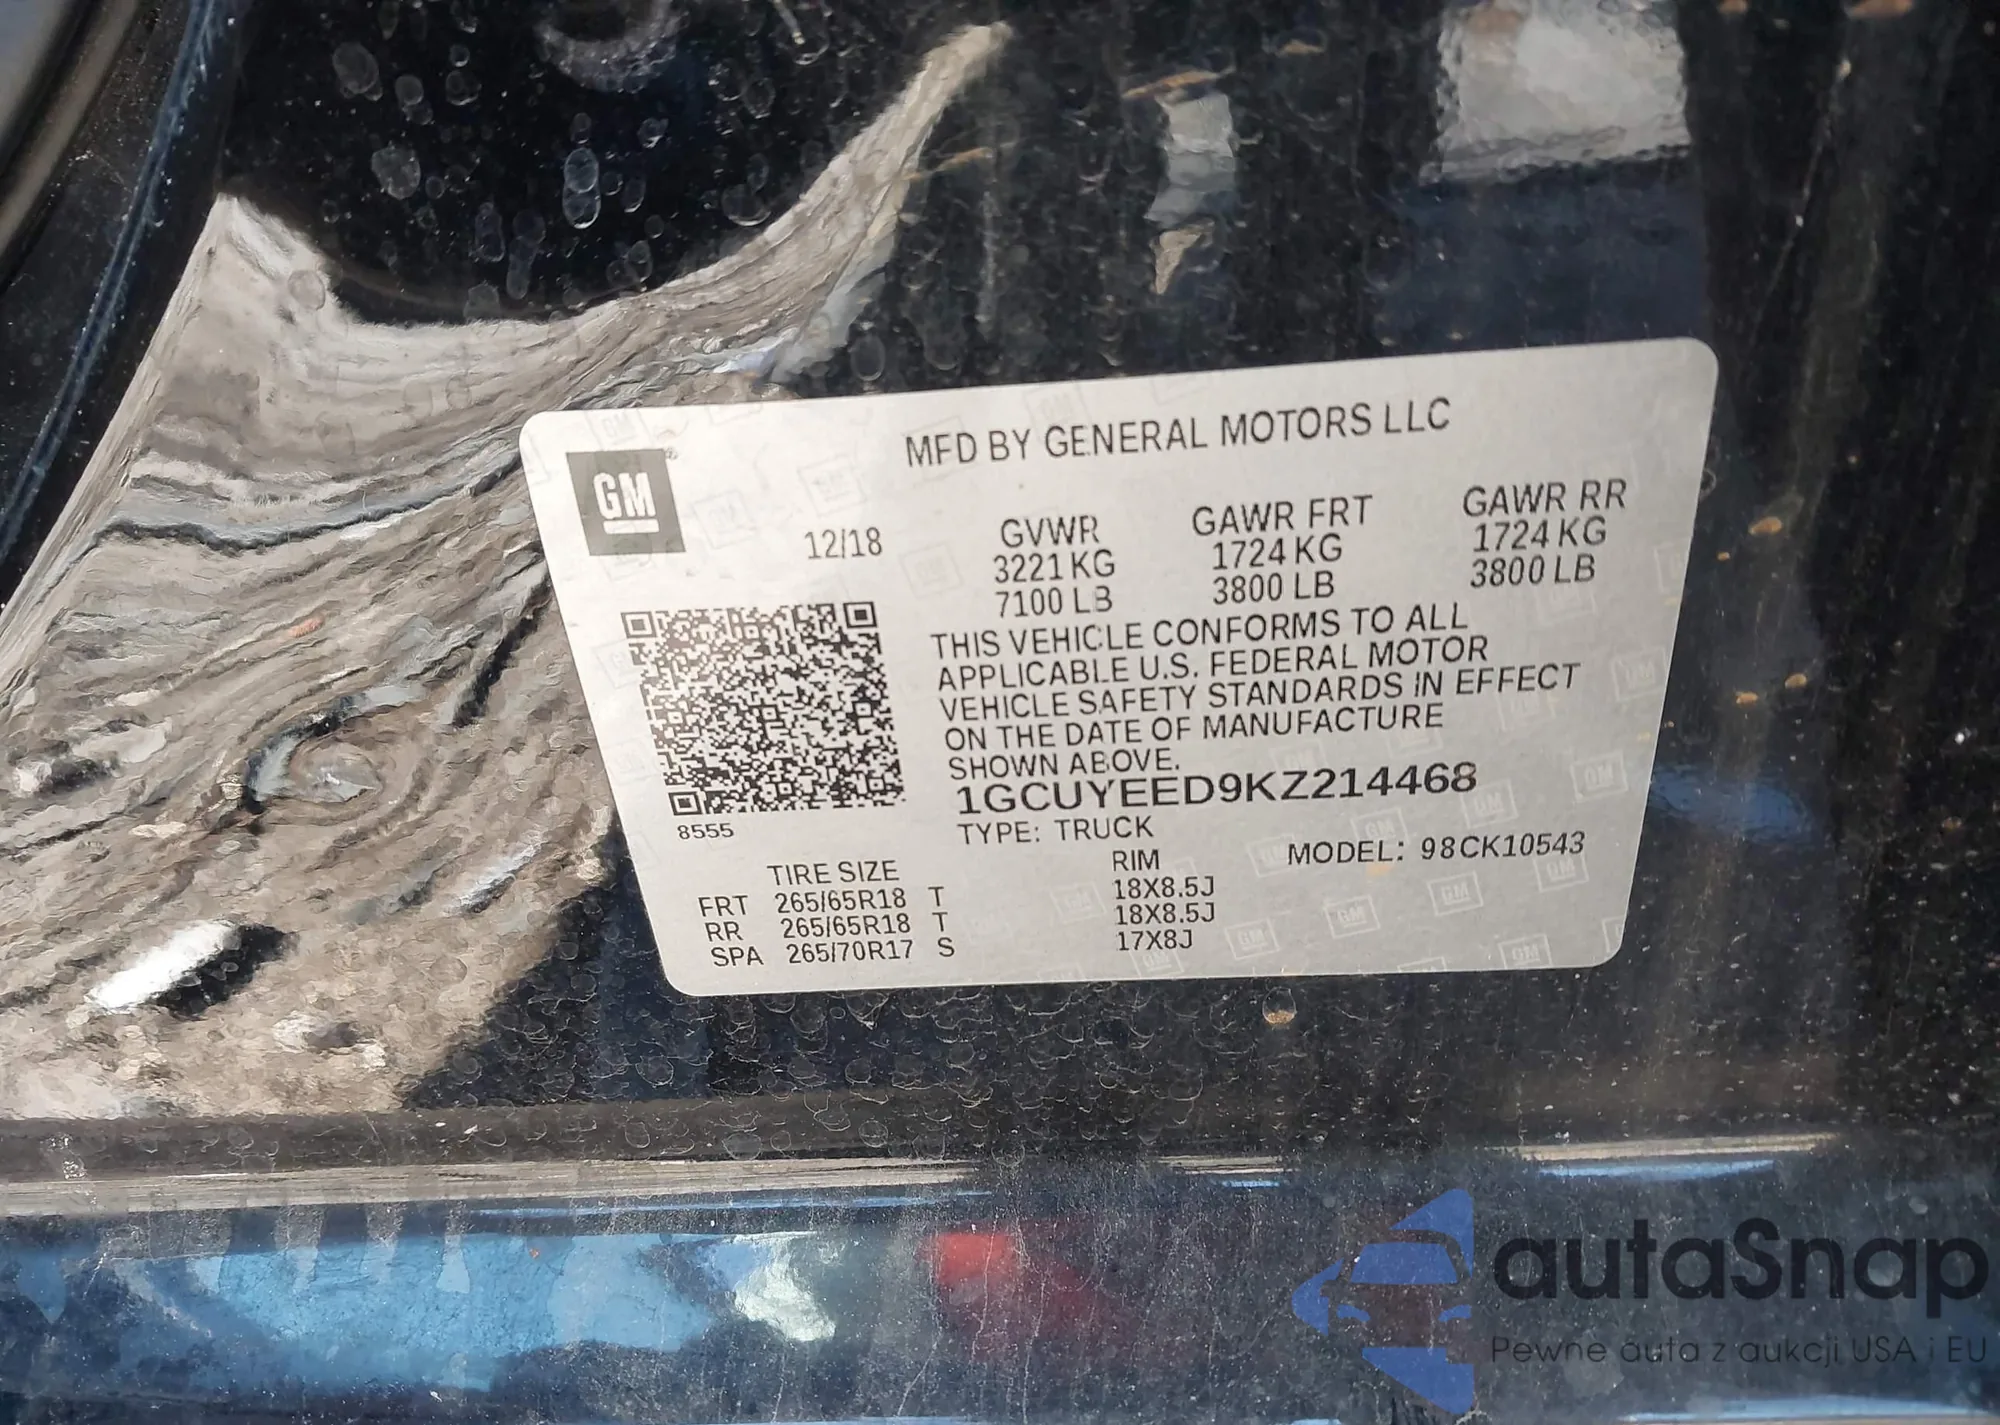 MFD BY GENERAL MOTORS LLC
GM
®
12/18
GVWR
3221 KG
7100 LB
GAWR FRT
1724 KG
3800 LB
GAWR RR
1724 KG
3800 LB
THIS VEHICLE CONFORMS TO ALL
APPLICABLE U.S. FEDERAL MOTOR
VEHICLE SAFETY STANDARDS IN EFFECT
ON THE DATE OF MANUFACTURE
SHOWN ABOVE.
1GCUYEED9KZ214468
8555
TYPE: TRUCK
MODEL: 98CK10543
TIRE SIZE RIM
FRT 265/65R18 T 18X8.5J
RR 265/65R18 T 18X8.5J
SPA 265/70R17 S 17X8J
autaSnap
Pewne auta z aukcji USA i EU